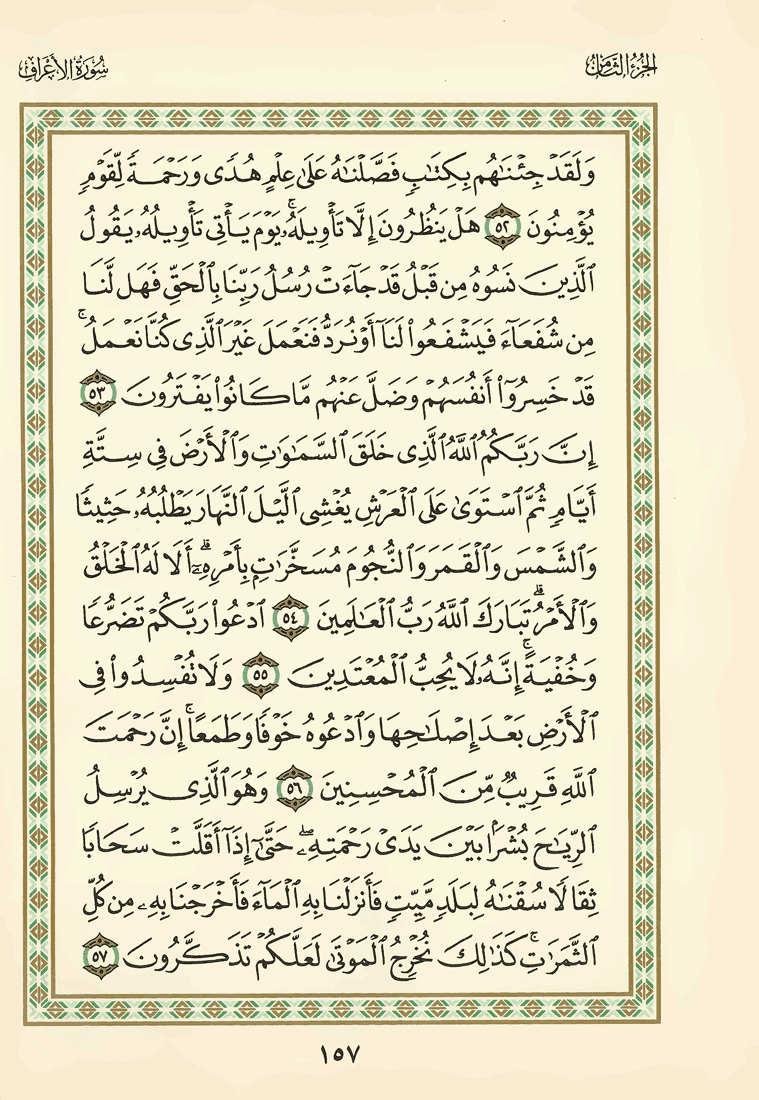 الجزء الثامن
سورة الأعراف
وَلَقَدْ جِئْنَٰهُم بِكِتَٰبٍ فَصَّلْنَٰهُ عَلَىٰ عِلْمٍ هُدًى وَرَحْمَةً لِّقَوْمٍ
يُؤْمِنُونَ ٥٢ هَلْ يَنظُرُونَ إِلَّا تَأْوِيلَهُۥۚ يَوْمَ يَأْتِى تَأْوِيلُهُۥ يَقُولُ
ٱلَّذِينَ نَسُوهُ مِن قَبْلُ قَدْ جَآءَتْ رُسُلُ رَبِّنَا بِٱلْحَقِّ فَهَل لَّنَا
مِن شُفَعَآءَ فَيَشْفَعُوا۟ لَنَآ أَوْ نُرَدُّ فَنَعْمَلَ غَيْرَ ٱلَّذِى كُنَّا نَعْمَلُۚ
قَدْ خَسِرُوٓا۟ أَنفُسَهُمْ وَضَلَّ عَنْهُم مَّا كَانُوا۟ يَفْتَرُونَ ٥٣
إِنَّ رَبَّكُمُ ٱللَّهُ ٱلَّذِى خَلَقَ ٱلسَّمَٰوَٰتِ وَٱلْأَرْضَ فِى سِتَّةِ
أَيَّامٍ ثُمَّ ٱسْتَوَىٰ عَلَى ٱلْعَرْشِ يُغْشِى ٱلَّيْلَ ٱلنَّهَارَ يَطْلُبُهُۥ حَثِيثًا
وَٱلشَّمْسَ وَٱلْقَمَرَ وَٱلنُّجُومَ مُسَخَّرَٰتٍۭ بِأَمْرِهِۦٓۗ أَلَا لَهُ ٱلْخَلْقُ
وَٱلْأَمْرُۗ تَبَارَكَ ٱللَّهُ رَبُّ ٱلْعَٰلَمِينَ ٥٤ ٱدْعُوا۟ رَبَّكُمْ تَضَرُّعًا
وَخُفْيَةًۚ إِنَّهُۥ لَا يُحِبُّ ٱلْمُعْتَدِينَ ٥٥ وَلَا تُفْسِدُوا۟ فِى
ٱلْأَرْضِ بَعْدَ إِصْلَٰحِهَا وَٱدْعُوهُ خَوْفًا وَطَمَعًاۚ إِنَّ رَحْمَتَ
ٱللَّهِ قَرِيبٌ مِّنَ ٱلْمُحْسِنِينَ ٥٦ وَهُوَ ٱلَّذِى يُرْسِلُ
ٱلرِّيَٰحَ بُشْرًۢا بَيْنَ يَدَىْ رَحْمَتِهِۦۖ حَتَّىٰٓ إِذَآ أَقَلَّتْ سَحَابًا
ثِقَالًا سُقْنَٰهُ لِبَلَدٍ مَّيِّتٍ فَأَنزَلْنَا بِهِ ٱلْمَآءَ فَأَخْرَجْنَا بِهِۦ مِن كُلِّ
ٱلثَّمَرَٰتِۚ كَذَٰلِكَ نُخْرِجُ ٱلْمَوْتَىٰ لَعَلَّكُمْ تَذَكَّرُونَ ٥٧
١٥٧